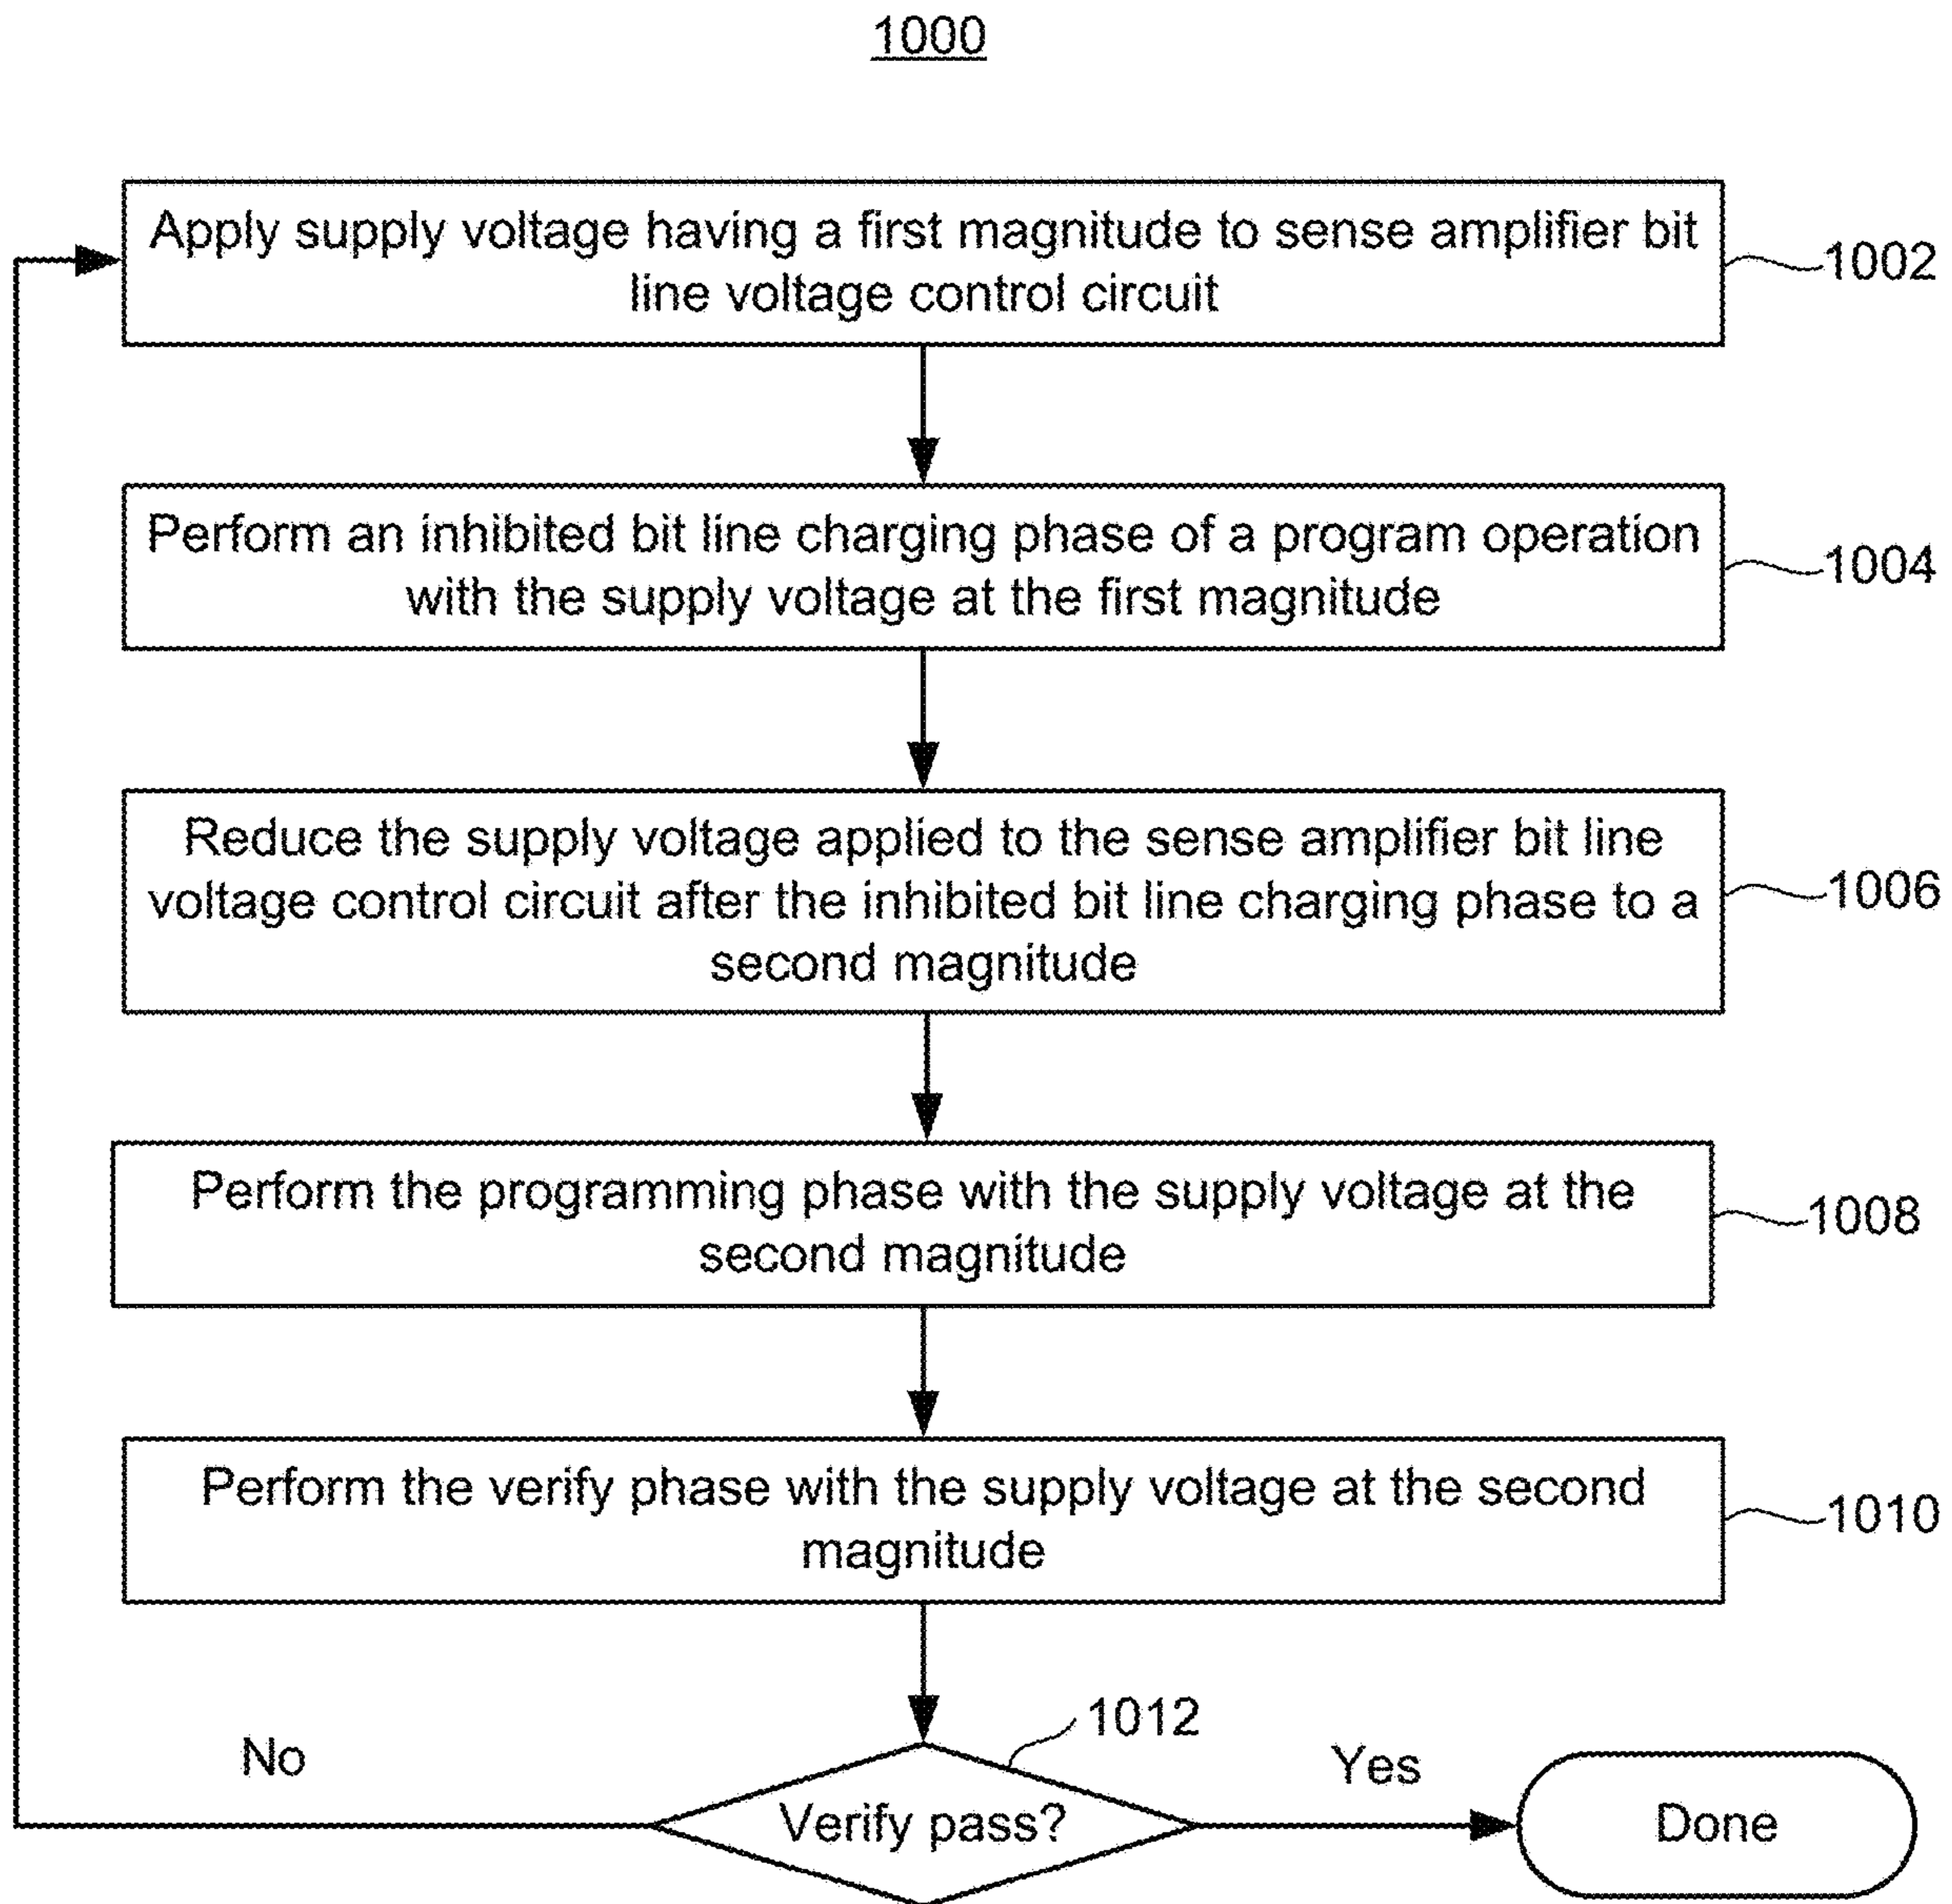 1000
Apply supply voltage having a first magnitude to sense amplifier bit
line voltage control circuit
1002
Perform an inhibited bit line charging phase of a program operation
with the supply voltage at the first magnitude
1004
Reduce the supply voltage applied to the sense amplifier bit line
voltage control circuit after the inhibited bit line charging phase to a
second magnitude
1006
Perform the programming phase with the supply voltage at the
second magnitude
1008
Perform the verify phase with the supply voltage at the second
magnitude
1010
1012
No
Yes
Verify pass?
Done